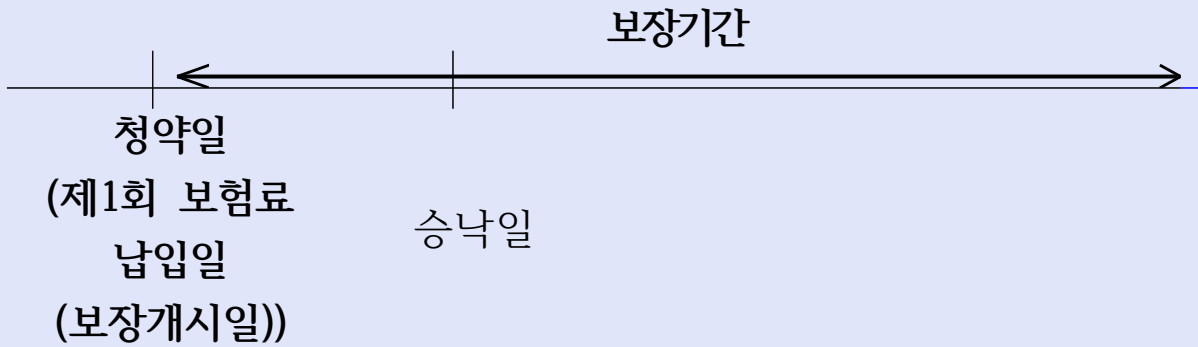 보장기간
청약일
(제1회 보험료
납입일
(보장개시일))
승낙일